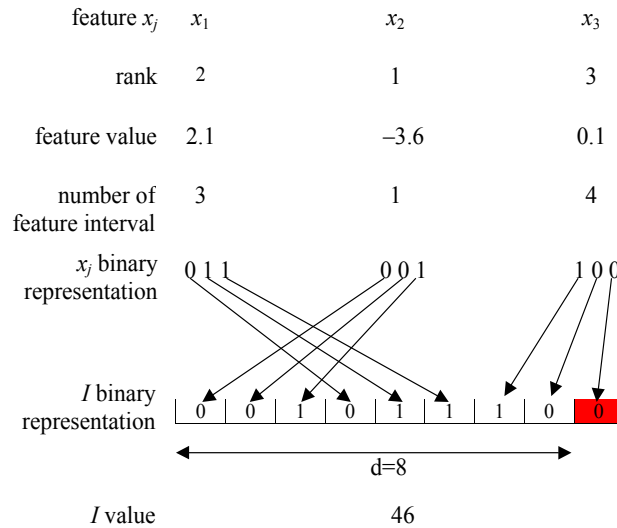 feature xj x1 x2 x3
rank 2 1 3
feature value 2.1 –3.6 0.1
number of feature interval 3 1 4
xj binary representation 0 1 1 0 0 1 1 0 0
I binary representation 0 0 1 0 1 1 1 0 0
d=8
I value 46